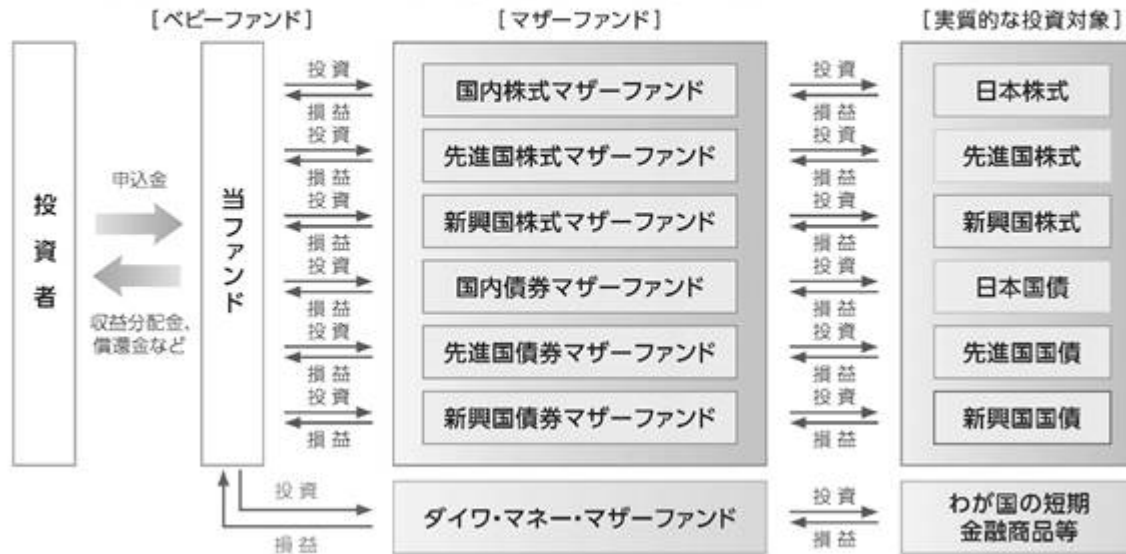 [ベビーファンド]
[マザーファンド]
[実質的な投資対象]
投資者
申込金
収益分配金、
償還金など
当ファンド
投資
損益
国内株式マザーファンド
投資
損益
日本株式
投資
損益
先進国株式マザーファンド
投資
損益
先進国株式
投資
損益
新興国株式マザーファンド
投資
損益
新興国株式
投資
損益
国内債券マザーファンド
投資
損益
日本国債
投資
損益
先進国債券マザーファンド
投資
損益
先進国国債
投資
損益
新興国債券マザーファンド
投資
損益
新興国国債
投資
損益
ダイワ・マネー・マザーファンド
投資
損益
わが国の短期
金融商品等